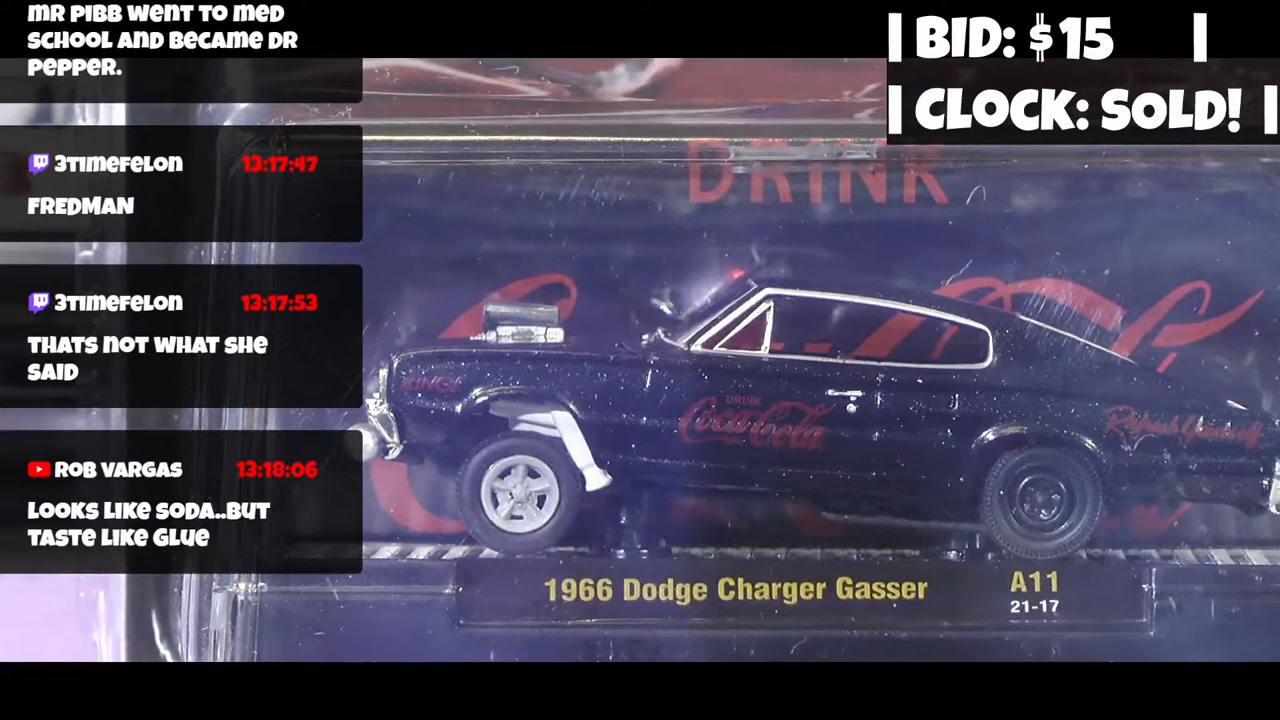 MR PIBB WENT TO MED
SCHOOL AND BECAME DR
PEPPER.
3TIMEFELON 13:17:47
FREDMAN
3TIMEFELON 13:17:53
THATS NOT WHAT SHE
SAID
ROB VARGAS 13:18:06
LOOKS LIKE SODA..BUT
TASTE LIKE GLUE
| BID: $15 |
| CLOCK: SOLD! |
DRINK
DRINK
Coca-Cola
Refresh Yourself
1966 Dodge Charger Gasser A11
21-17